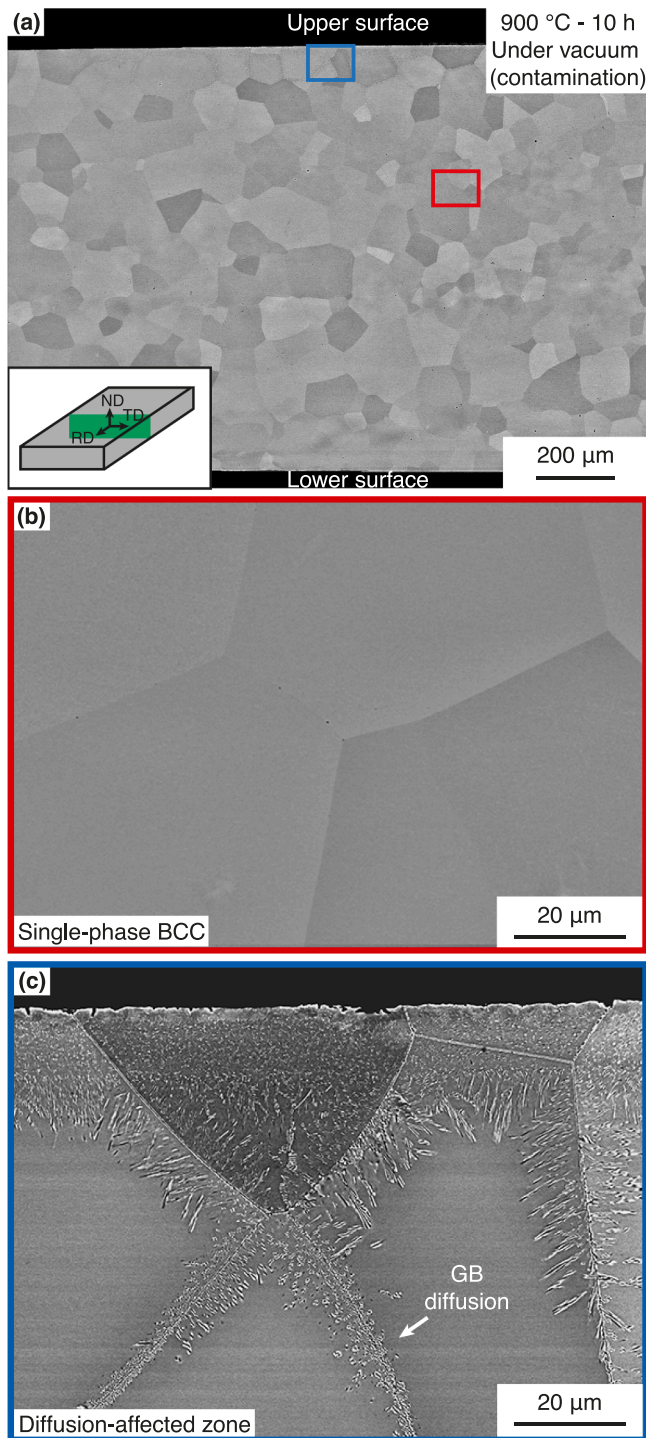 (a)
Upper surface
900 °C - 10 h
Under vacuum
(contamination)
ND
TD
RD
200 µm
Lower surface
(b)
20 µm
Single-phase BCC
(c)
GB
diffusion
20 µm
Diffusion-affected zone